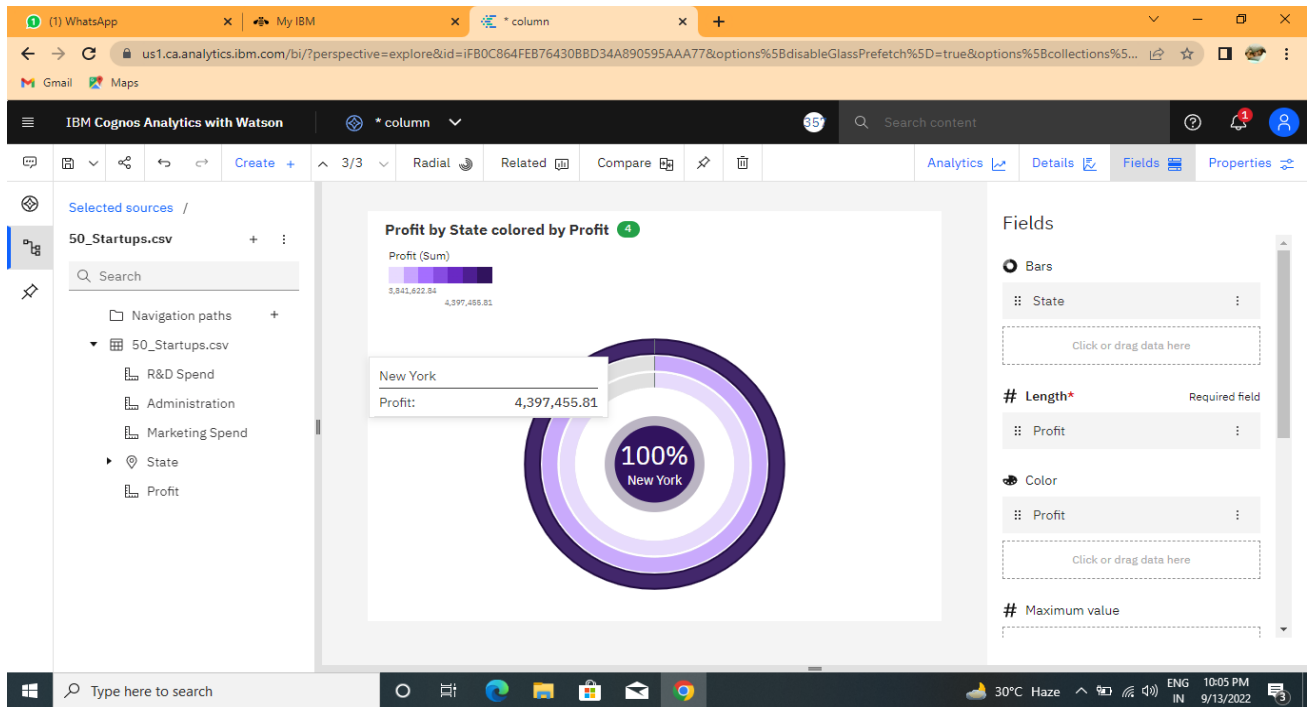 (1) WhatsApp
My IBM
* column
us1.ca.analytics.ibm.com/bi/?perspective=explore&id=iFB0C864FEB76430BBD34A890595AAA77&options%5BdisableGlassPrefetch%5D=true&options%5Bcollections%5...
Gmail
Maps
IBM Cognos Analytics with Watson
* column
Search content
1
Create +
3/3
Radial
Related
Compare
Analytics
Details
Fields
Properties
Selected sources /
50_Startups.csv
Search
Navigation paths
50_Startups.csv
R&D Spend
Administration
Marketing Spend
State
Profit
Profit by State colored by Profit 4
Profit (Sum)
3,841,622.84
4,397,455.81
New York
Profit: 4,397,455.81
100%
New York
Fields
Bars
State
Click or drag data here
# Length* Required field
Profit
Color
Profit
Click or drag data here
# Maximum value
Type here to search
30°C Haze
ENG
IN
10:05 PM
9/13/2022
3